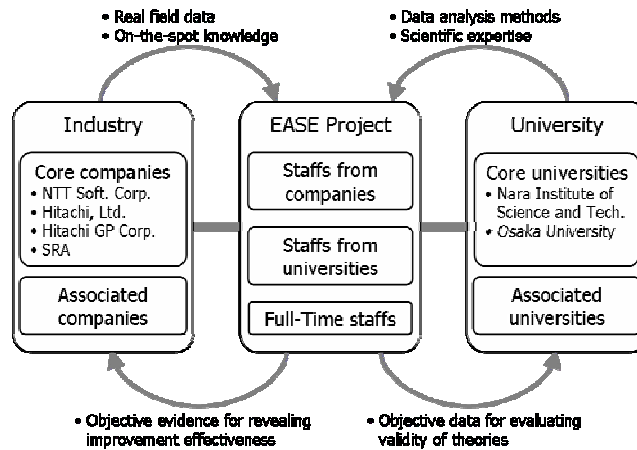 • Real field data
• On-the-spot knowledge
• Data analysis methods
• Scientific expertise
Industry
Core companies
• NTT Soft. Corp.
• Hitachi, Ltd.
• Hitachi GP Corp.
• SRA
Associated
companies
EASE Project
Staffs from
companies
Staffs from
universities
Full-Time staffs
University
Core universities
• Nara Institute of
Science and Tech.
• Osaka University
Associated
universities
• Objective evidence for revealing
improvement effectiveness
• Objective data for evaluating
validity of theories